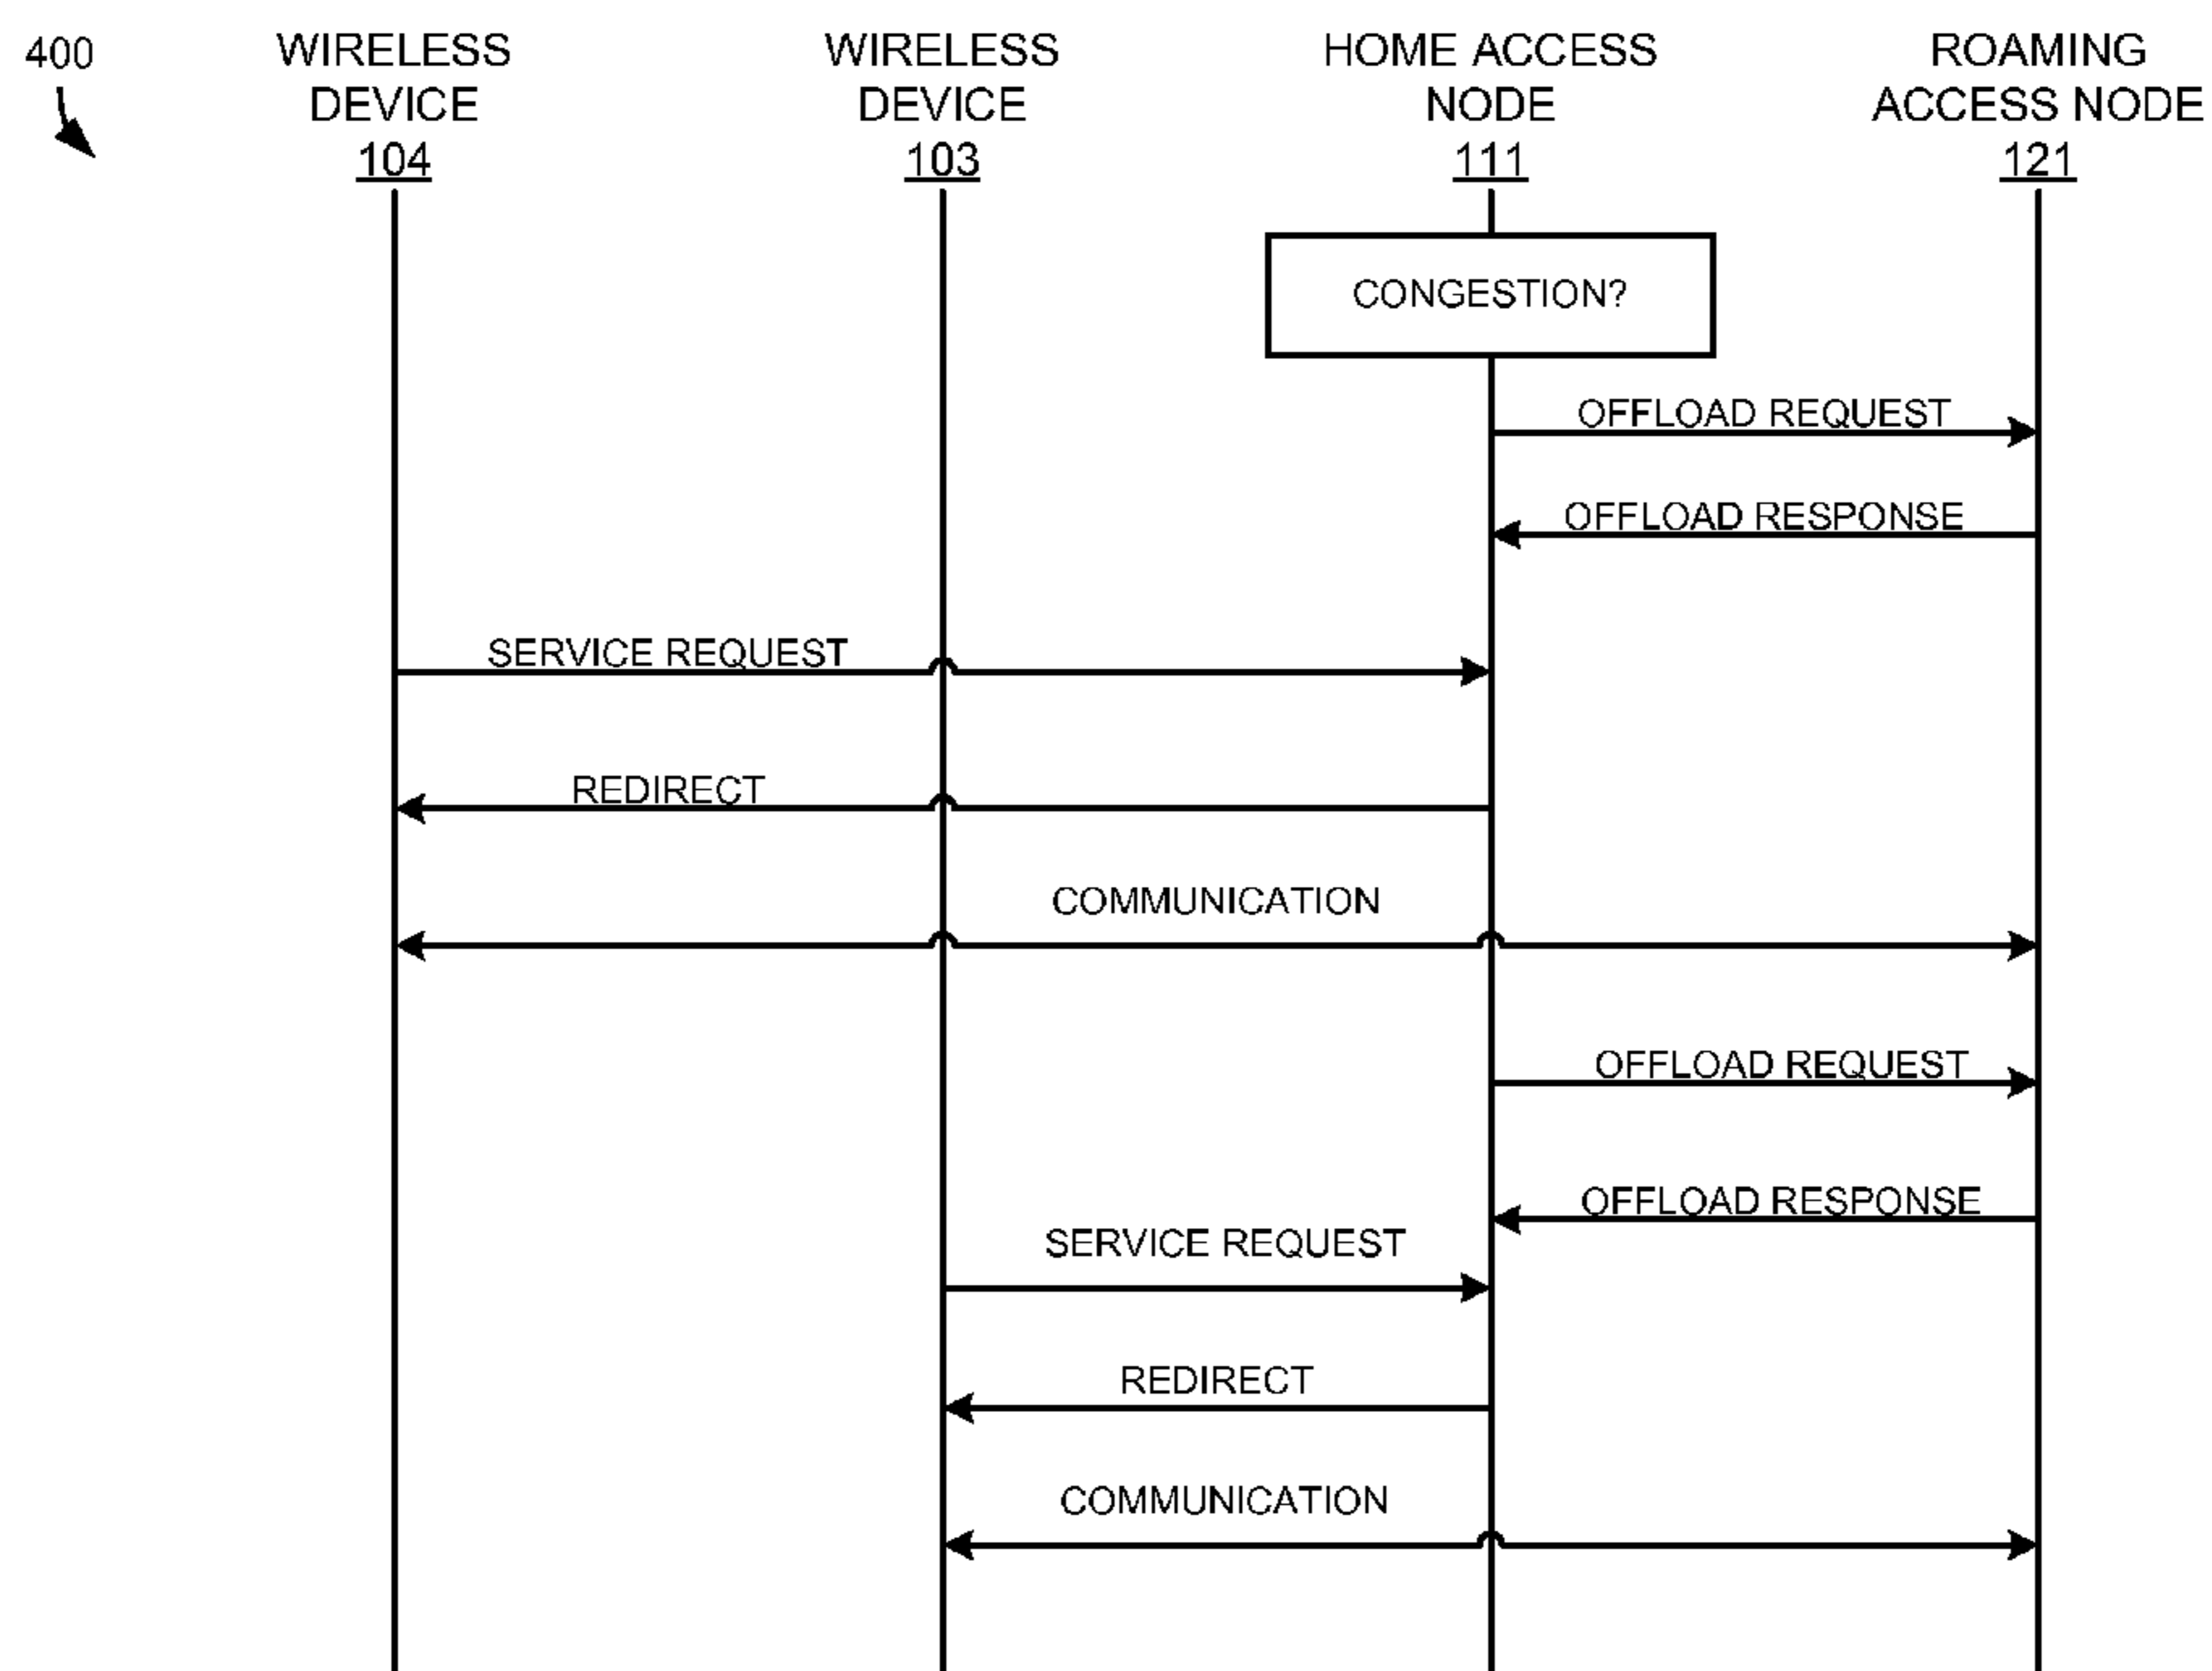 400
WIRELESS
DEVICE
104
WIRELESS
DEVICE
103
HOME ACCESS
NODE
111
ROAMING
ACCESS NODE
121
CONGESTION?
OFFLOAD REQUEST
OFFLOAD RESPONSE
SERVICE REQUEST
REDIRECT
COMMUNICATION
OFFLOAD REQUEST
OFFLOAD RESPONSE
SERVICE REQUEST
REDIRECT
COMMUNICATION